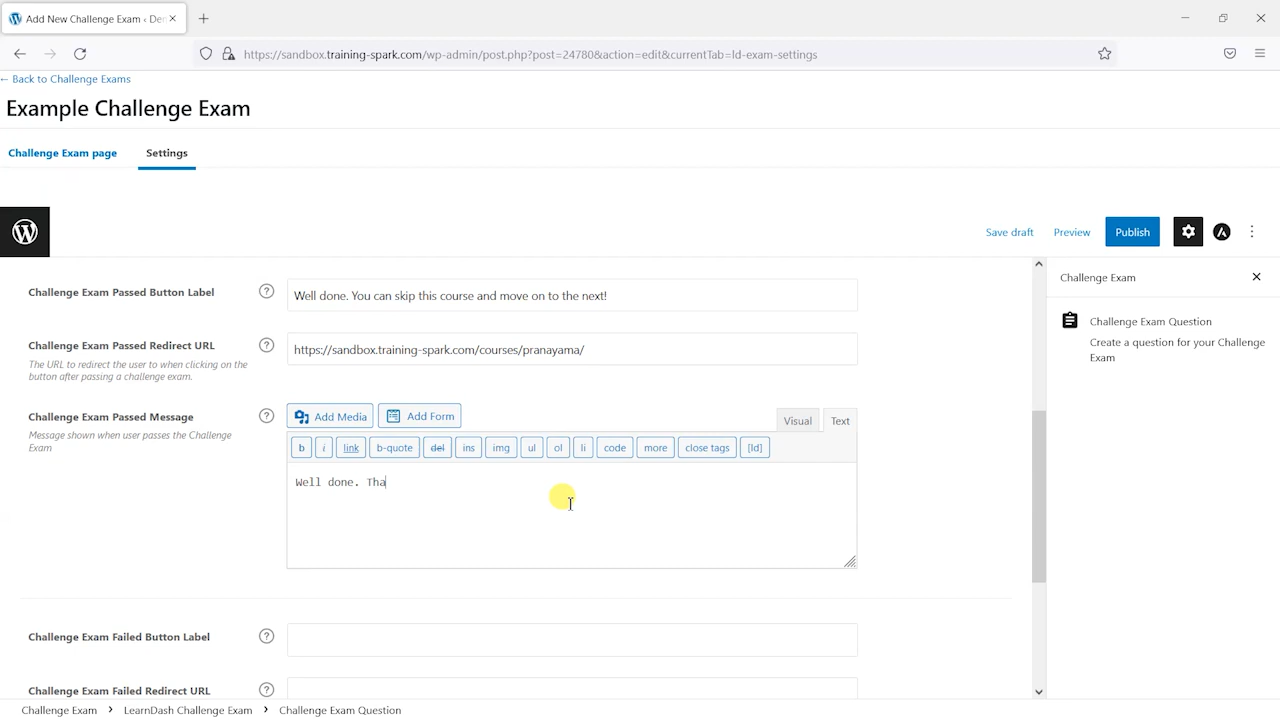 Add New Challenge Exam ‹ Den
https://sandbox.training-spark.com/wp-admin/post.php?post=24780&action=edit&currentTab=ld-exam-settings
← Back to Challenge Exams
Example Challenge Exam
Challenge Exam page
Settings
Save draft
Preview
Publish
Challenge Exam Passed Button Label
?
Well done. You can skip this course and move on to the next!
Challenge Exam Passed Redirect URL
?
https://sandbox.training-spark.com/courses/pranayama/
The URL to redirect the user to when clicking on the
button after passing a challenge exam.
Challenge Exam Passed Message
?
Message shown when user passes the Challenge
Exam
Add Media
Add Form
Visual
Text
b
i
link
b-quote
del
ins
img
ul
ol
li
code
more
close tags
[ld]
Well done. Tha
Challenge Exam Failed Button Label
?
Challenge Exam Failed Redirect URL
?
Challenge Exam
Challenge Exam Question
Create a question for your Challenge
Exam
Challenge Exam › LearnDash Challenge Exam › Challenge Exam Question